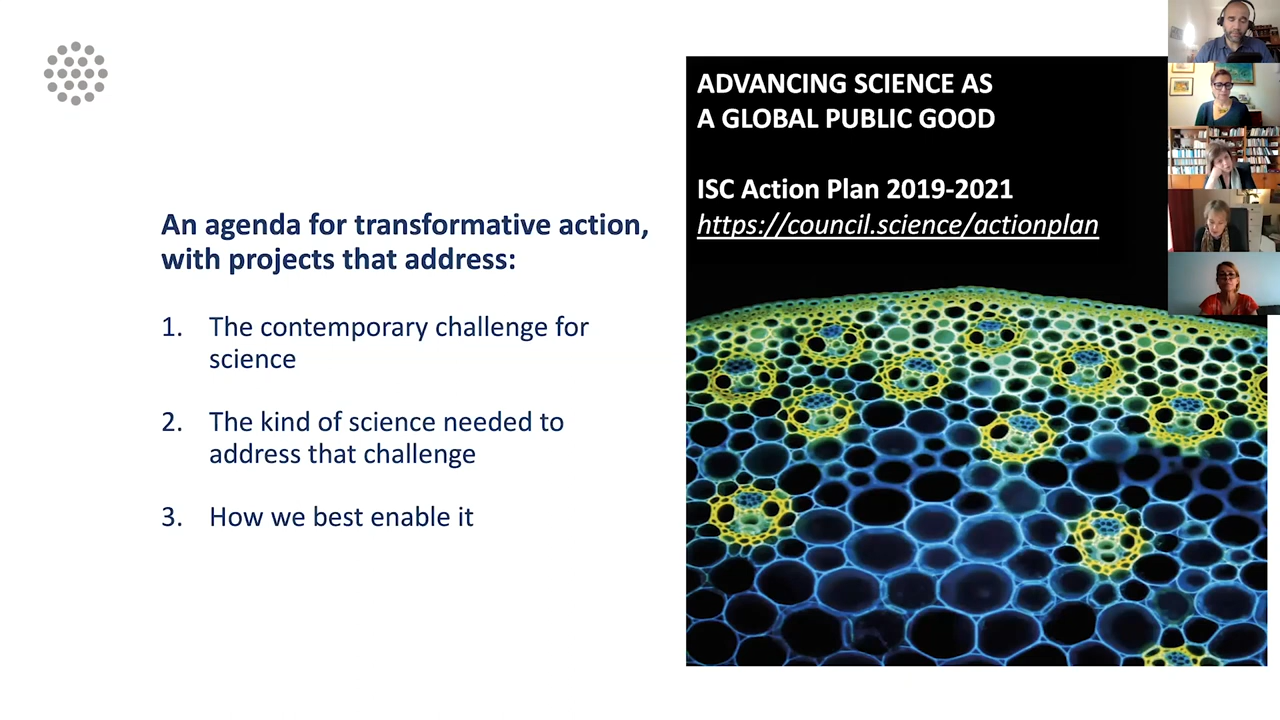 An agenda for transformative action,
with projects that address:
1. The contemporary challenge for
science
2. The kind of science needed to
address that challenge
3. How we best enable it
ADVANCING SCIENCE AS
A GLOBAL PUBLIC GOOD
ISC Action Plan 2019-2021
https://council.science/actionplan